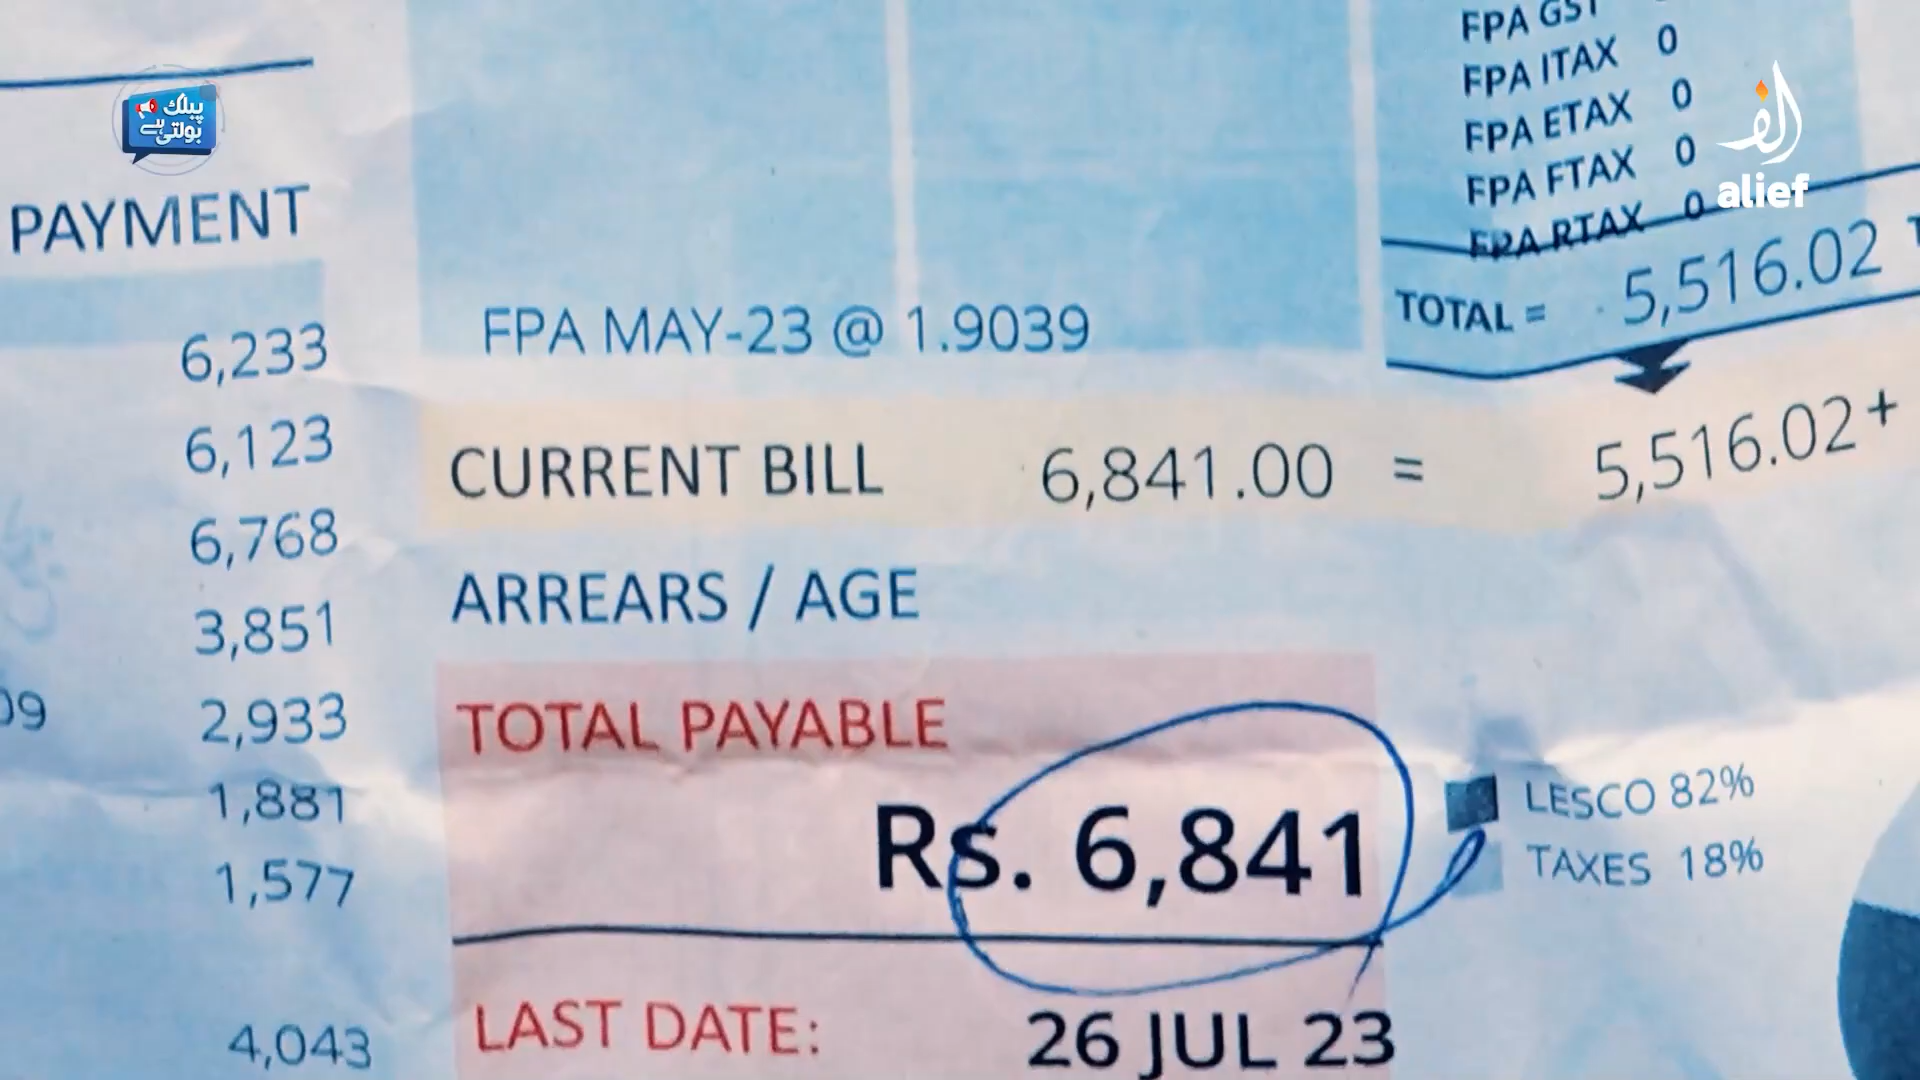 پبلک
بولتی ہے
الف
alief
PAYMENT
6,233
6,123
6,768
3,851
09 2,933
1,881
1,577
4,043
FPA MAY-23 @ 1.9039
CURRENT BILL 6,841.00 = 5,516.02+
ARREARS / AGE
TOTAL PAYABLE
Rs. 6,841
LAST DATE: 26 JUL 23
FPA GST
FPA ITAX 0
FPA ETAX 0
FPA FTAX 0
FPA RTAX 0
TOTAL = 5,516.02
LESCO 82%
TAXES 18%